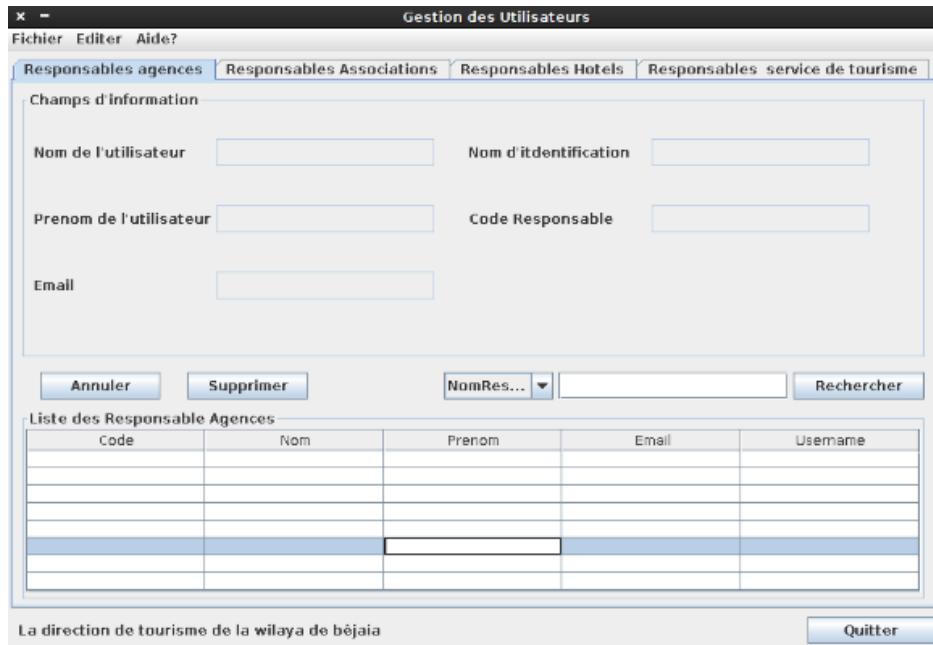 Gestion des Utilisateurs
Fichier Editer Aide?
Responsables agences Responsables Associations Responsables Hotels Responsables service de tourisme
Champs d'information
Nom de l'utilisateur Nom d'itdentification
Prenom de l'utilisateur Code Responsable
Email
Annuler Supprimer NomRes... Rechercher
Liste des Responsable Agences
Code Nom Prenom Email Username
La direction de tourisme de la wilaya de béjaia Quitter